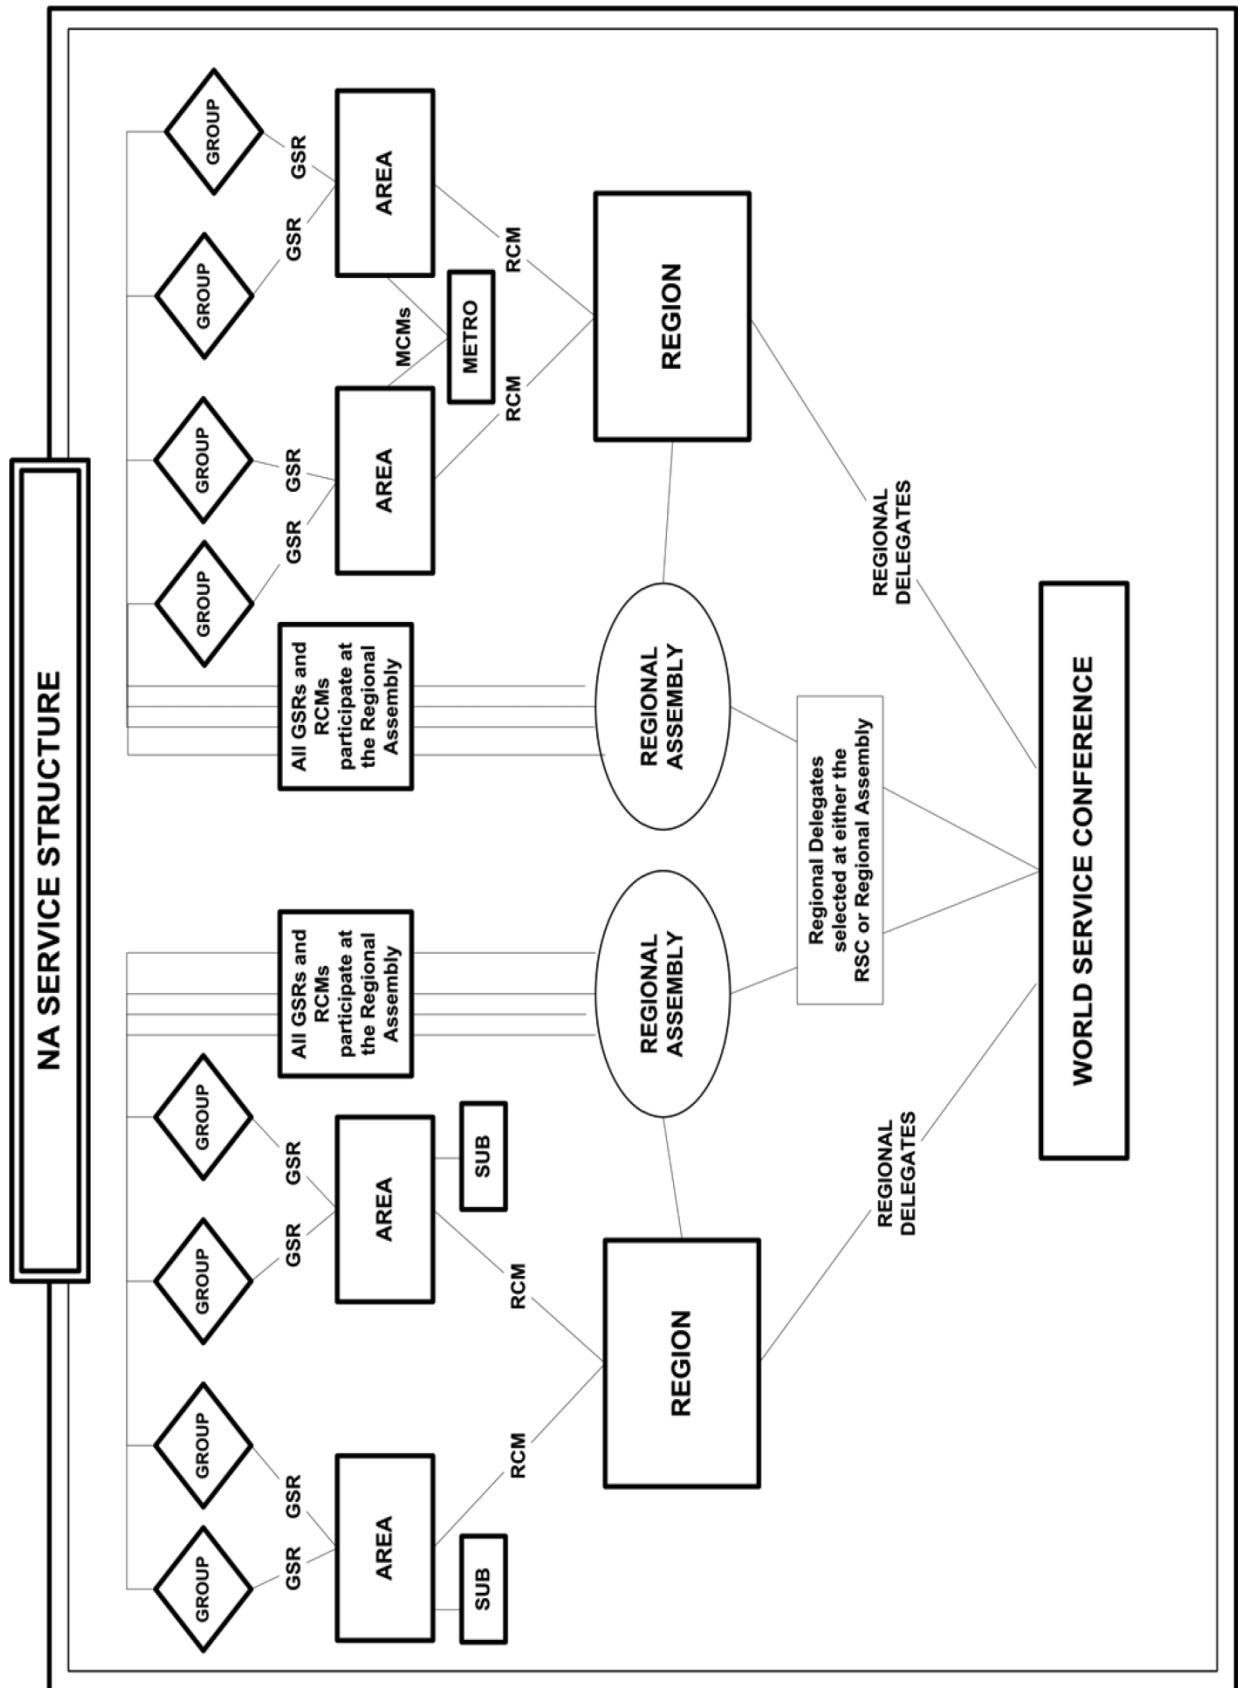 NA SERVICE STRUCTURE
GROUP
GROUP
GROUP
GROUP
GROUP
GROUP
GROUP
GROUP
GSR
GSR
GSR
GSR
GSR
GSR
GSR
GSR
All GSRs and
RCMs
participate at
the Regional
Assembly
All GSRs and
RCMs
participate at
the Regional
Assembly
AREA
AREA
AREA
MCMs
AREA
SUB
SUB
METRO
RCM
RCM
RCM
RCM
REGION
REGIONAL
ASSEMBLY
REGIONAL
ASSEMBLY
REGION
Regional Delegates
selected at either the
RSC or Regional Assembly
REGIONAL
DELEGATES
REGIONAL
DELEGATES
WORLD SERVICE CONFERENCE